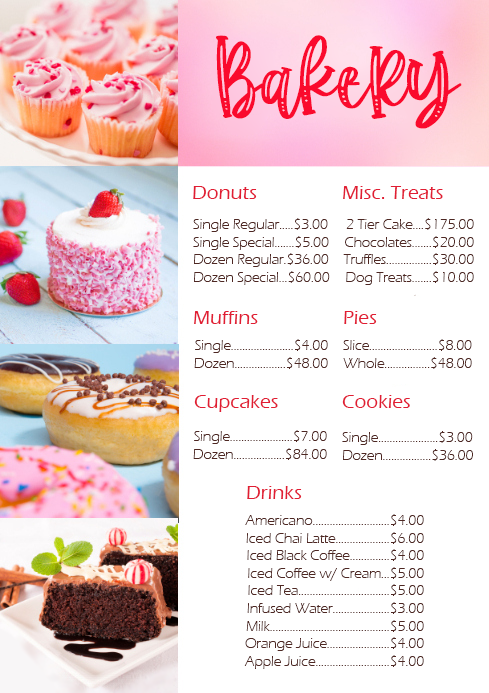 Bakery
Donuts
Single Regular.....$3.00
Single Special.......$5.00
Dozen Regular.$36.00
Dozen Special...$60.00
Misc. Treats
2 Tier Cake....$175.00
Chocolates.......$20.00
Truffles................$30.00
Dog Treats.......$10.00
Muffins
Single......................$4.00
Dozen..................$48.00
Pies
Slice.................................$8.00
Whole.........................$48.00
Cupcakes
Single.......................$7.00
Dozen..................$84.00
Cookies
Single..............................$3.00
Dozen..........................$36.00
Drinks
Americano...........................$4.00
Iced Chai Latte...................$6.00
Iced Black Coffee..............$4.00
Iced Coffee w/ Cream...$5.00
Iced Tea................................$5.00
Infused Water....................$3.00
Milk..........................................$5.00
Orange Juice.....................$4.00
Apple Juice.........................$4.00